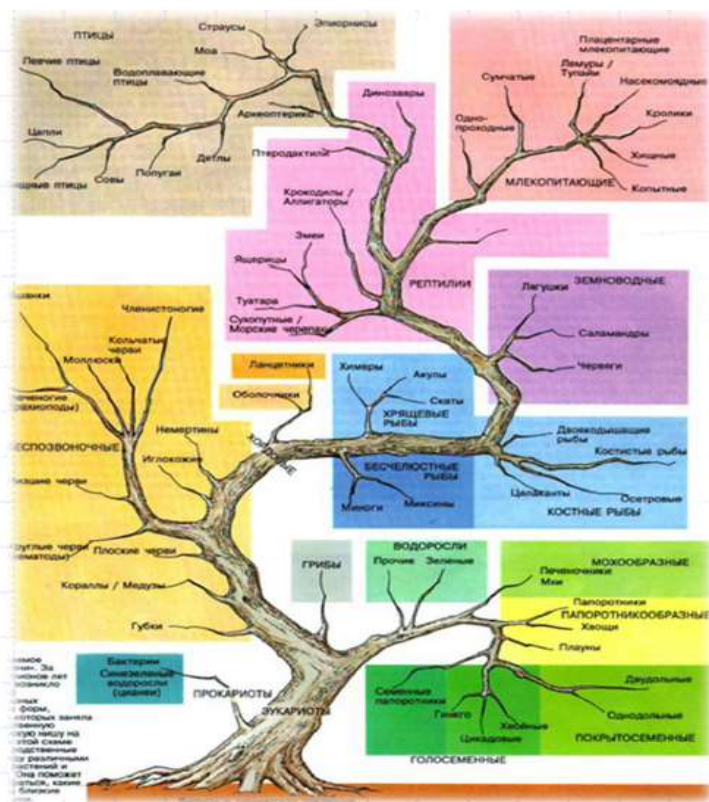 ПТИЦЫ
Страусы
Эпиорнисы
Моа
Певчие птицы
Водоплавающие
птицы
Археоптерикс
Цапли
Совы
Попугаи
Дятлы
птицы
Динозавры
Птеродактили
Крокодилы /
Аллигаторы
Змеи
Ящерицы
Туатара
Сухопутные /
Морские черепахи
РЕПТИЛИИ
Плацентарные
млекопитающие
Лемуры /
Тупайи
Сумчатые
Насекомоядные
Одно-
проходные
Кролики
Хищные
Копытные
МЛЕКОПИТАЮЩИЕ
ЗЕМНОВОДНЫЕ
Лягушки
Саламандры
Червяги
Членистоногие
Кольчатые
черви
Моллюски
Немертины
Иглокожие
черви
Плоские черви
Кораллы / Медузы
Губки
Ланцетники
Оболочники
ХОРДОВЫЕ
Химеры
Акулы
Скаты
ХРЯЩЕВЫЕ
РЫБЫ
БЕСЧЕЛЮСТНЫЕ
РЫБЫ
Миноги
Миксины
Двоякодышащие
рыбы
Костистые рыбы
Целаканты
Осетровые
КОСТНЫЕ РЫБЫ
ГРИБЫ
ВОДОРОСЛИ
Прочие
Зеленые
МОХООБРАЗНЫЕ
Печеночники
Мхи
Папоротники
ПАПОРОТНИКООБРАЗНЫЕ
Хвощи
Плауны
Семенные
папоротники
Гинкго
Хвойные
Цикадовые
ГОЛОСЕМЕННЫЕ
Двудольные
Однодольные
ПОКРЫТОСЕМЕННЫЕ
Бактерии
Синезеленые
водоросли
(цианеи)
ПРОКАРИОТЫ
ЭУКАРИОТЫ